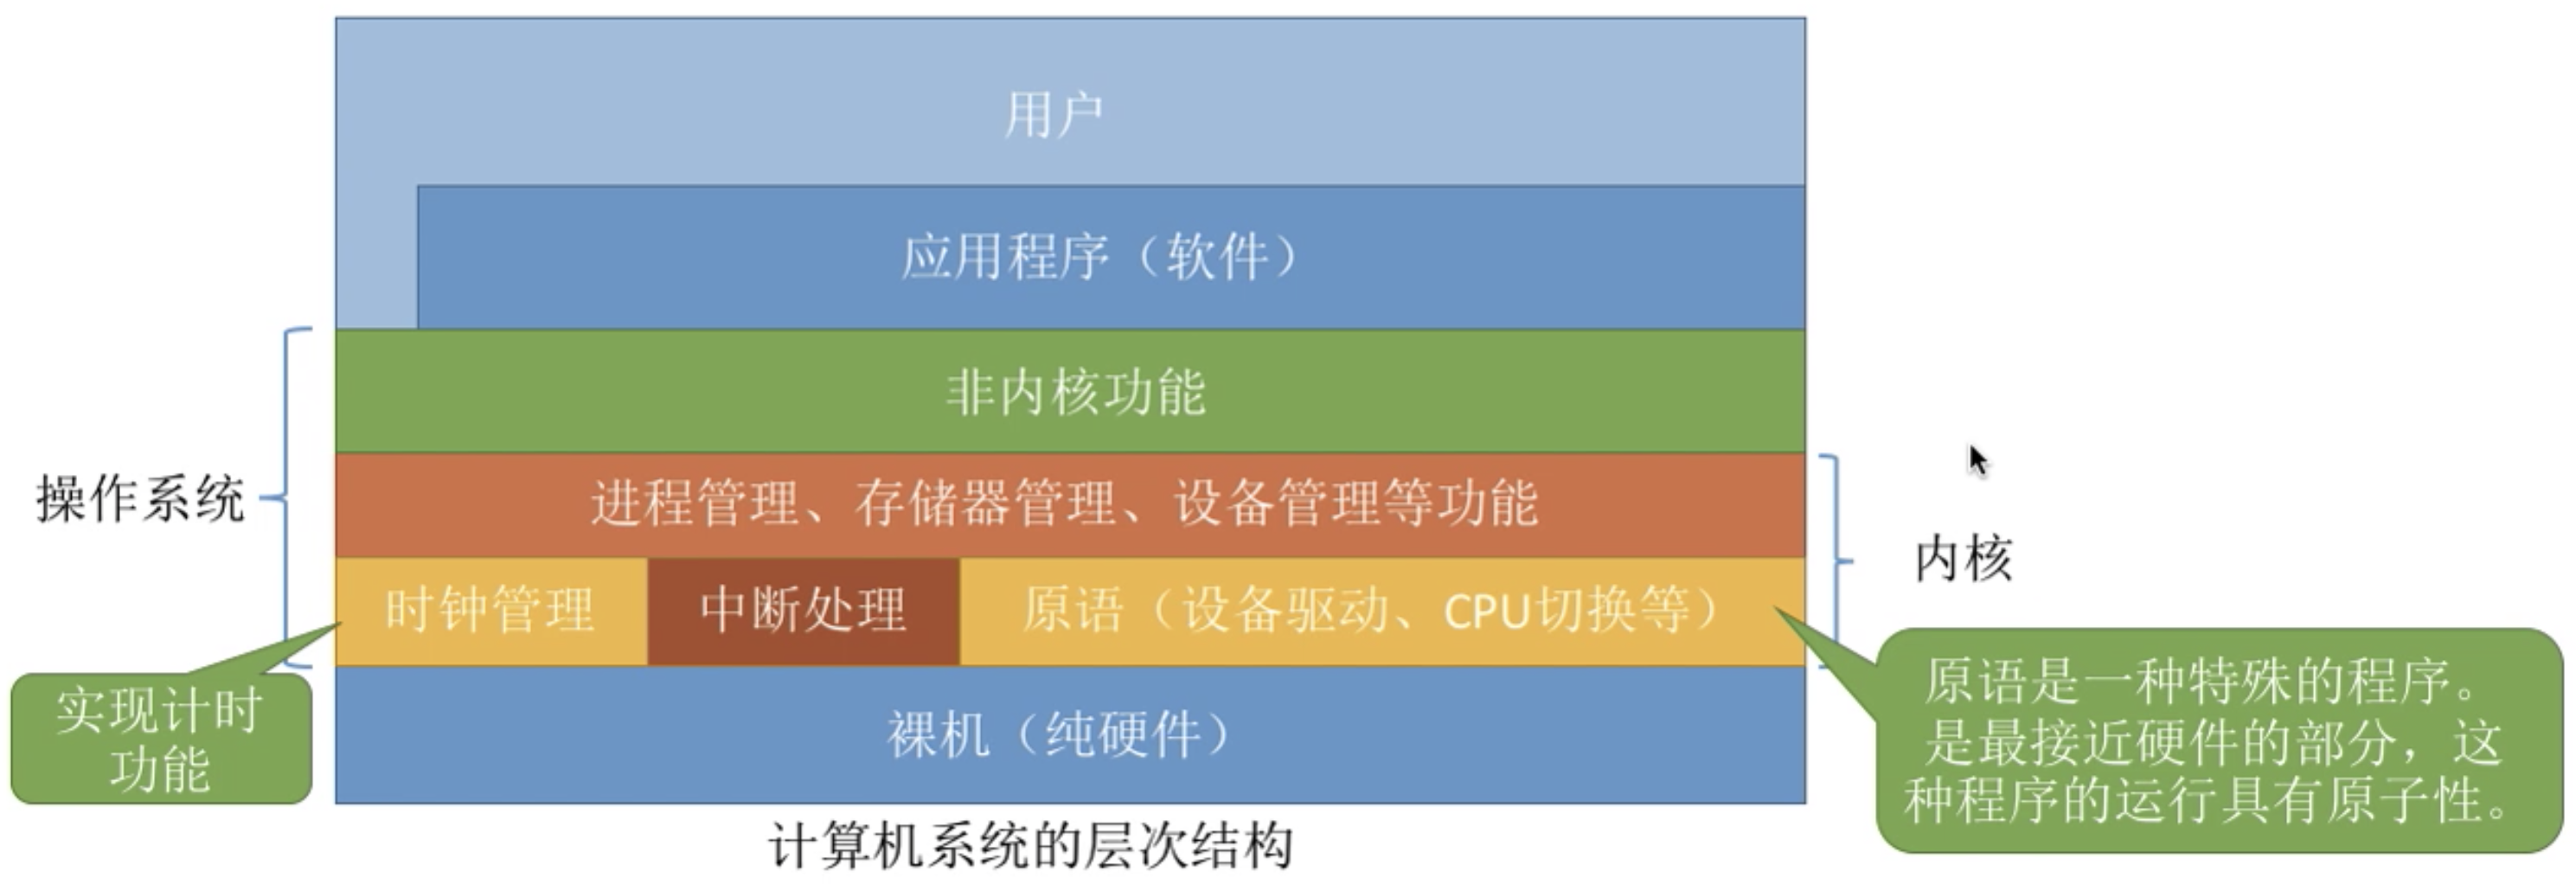 用户
应用程序（软件）
非内核功能
操作系统
进程管理、存储器管理、设备管理等功能
内核
时钟管理
中断处理
原语（设备驱动、CPU切换等）
实现计时
功能
原语是一种特殊的程序。
是最接近硬件的部分，这
种程序的运行具有原子性。
裸机（纯硬件）
计算机系统的层次结构